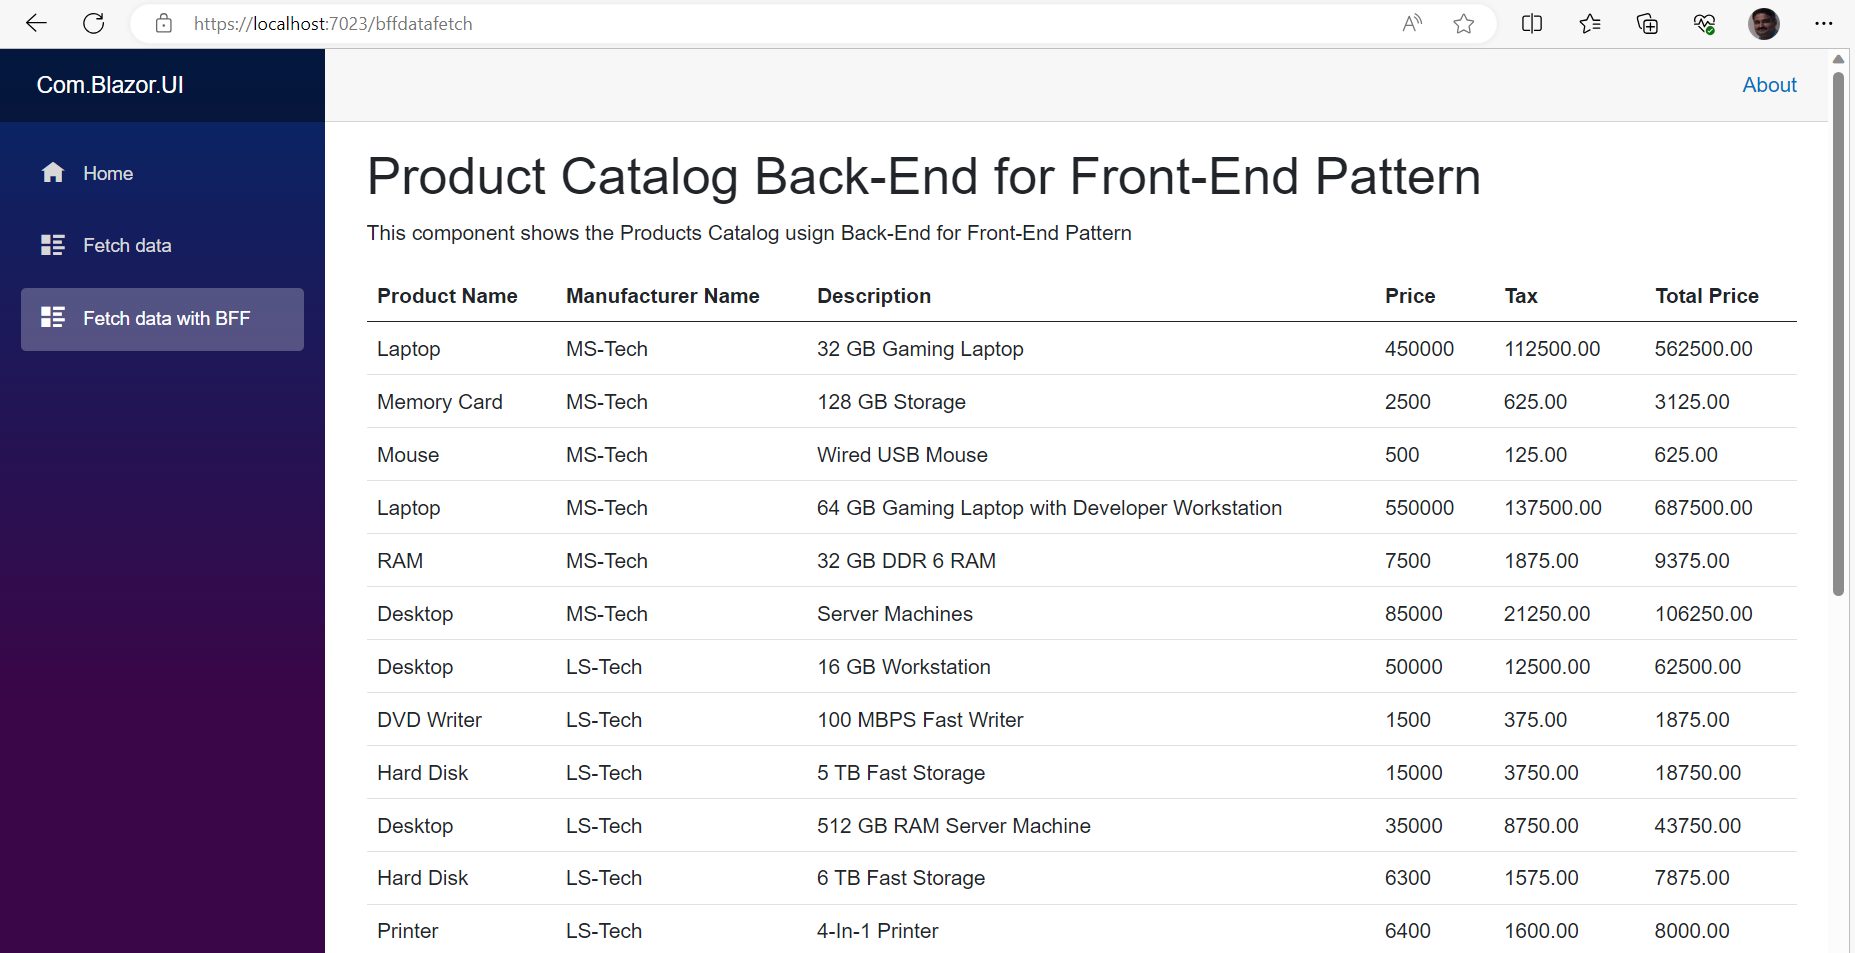 https://localhost:7023/bffdatafetch
Com.Blazor.UI
About
Home
Fetch data
Fetch data with BFF
Product Catalog Back-End for Front-End Pattern
This component shows the Products Catalog usign Back-End for Front-End Pattern
Product Name Manufacturer Name Description Price Tax Total Price
Laptop MS-Tech 32 GB Gaming Laptop 450000 112500.00 562500.00
Memory Card MS-Tech 128 GB Storage 2500 625.00 3125.00
Mouse MS-Tech Wired USB Mouse 500 125.00 625.00
Laptop MS-Tech 64 GB Gaming Laptop with Developer Workstation 550000 137500.00 687500.00
RAM MS-Tech 32 GB DDR 6 RAM 7500 1875.00 9375.00
Desktop MS-Tech Server Machines 85000 21250.00 106250.00
Desktop LS-Tech 16 GB Workstation 50000 12500.00 62500.00
DVD Writer LS-Tech 100 MBPS Fast Writer 1500 375.00 1875.00
Hard Disk LS-Tech 5 TB Fast Storage 15000 3750.00 18750.00
Desktop LS-Tech 512 GB RAM Server Machine 35000 8750.00 43750.00
Hard Disk LS-Tech 6 TB Fast Storage 6300 1575.00 7875.00
Printer LS-Tech 4-In-1 Printer 6400 1600.00 8000.00